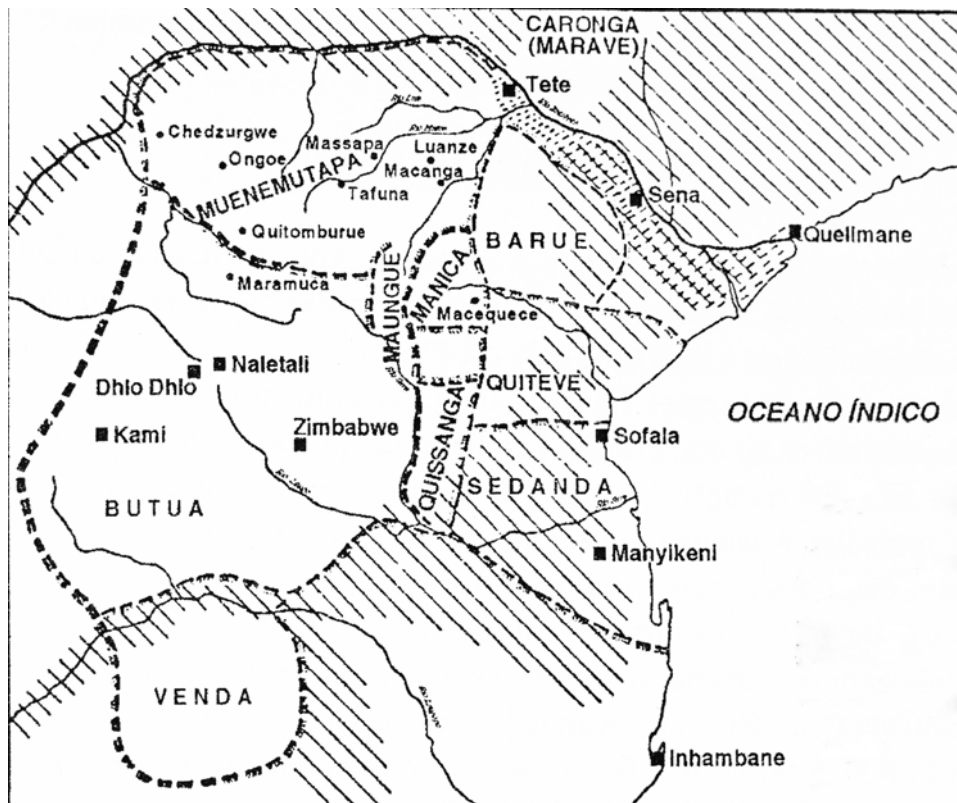 CARONGA
(MARAVE)
Tete
Chedzurgwe
Massapa
Luanze
Ongoe
Macanga
MUENEMUTAPA
Tafuna
Sena
Quitomburue
BARUE
Quelimane
Maramuca
MAUNGUE
MANICA
Macequece
Naletali
Dhlo Dhlo
QUITEVE
OCEANO ÍNDICO
Kami
Zimbabwe
QUISSANGA
Sofala
SEDANDA
BUTUA
Manyikeni
VENDA
Inhambane